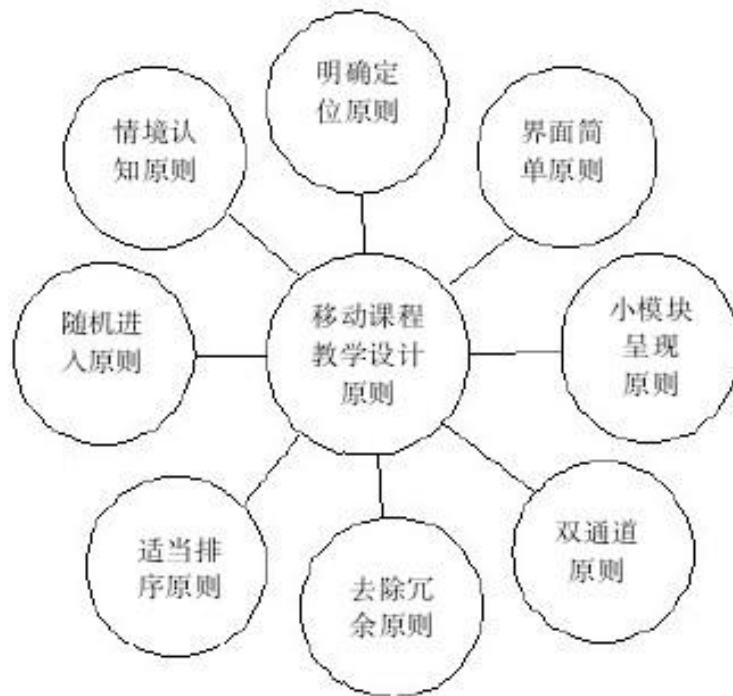 明确定
位原则
界面简
单原则
小模块
呈现
原则
双通道
原则
去除冗
余原则
适当排
序原则
随机进
入原则
情境认
知原则
移动课程
教学设计
原则